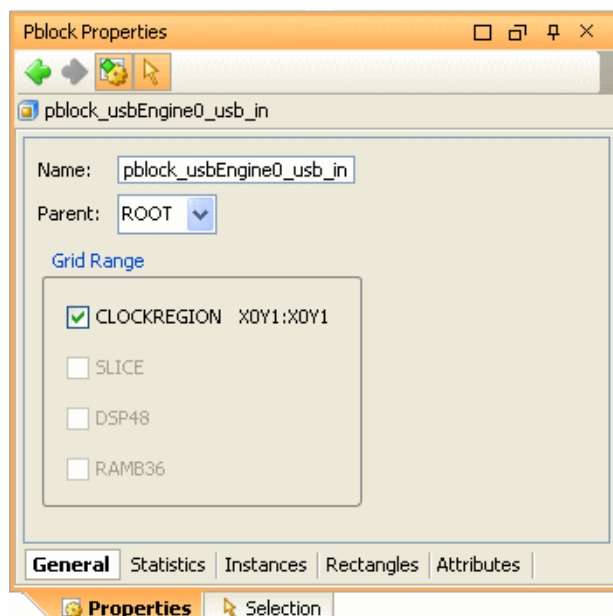 Pblock Properties
pblock_usbEngine0_usb_in
Name: pblock_usbEngine0_usb_in
Parent: ROOT
Grid Range
CLOCKREGION X0Y1:X0Y1
SLICE
DSP48
RAMB36
General Statistics Instances Rectangles Attributes
Properties Selection